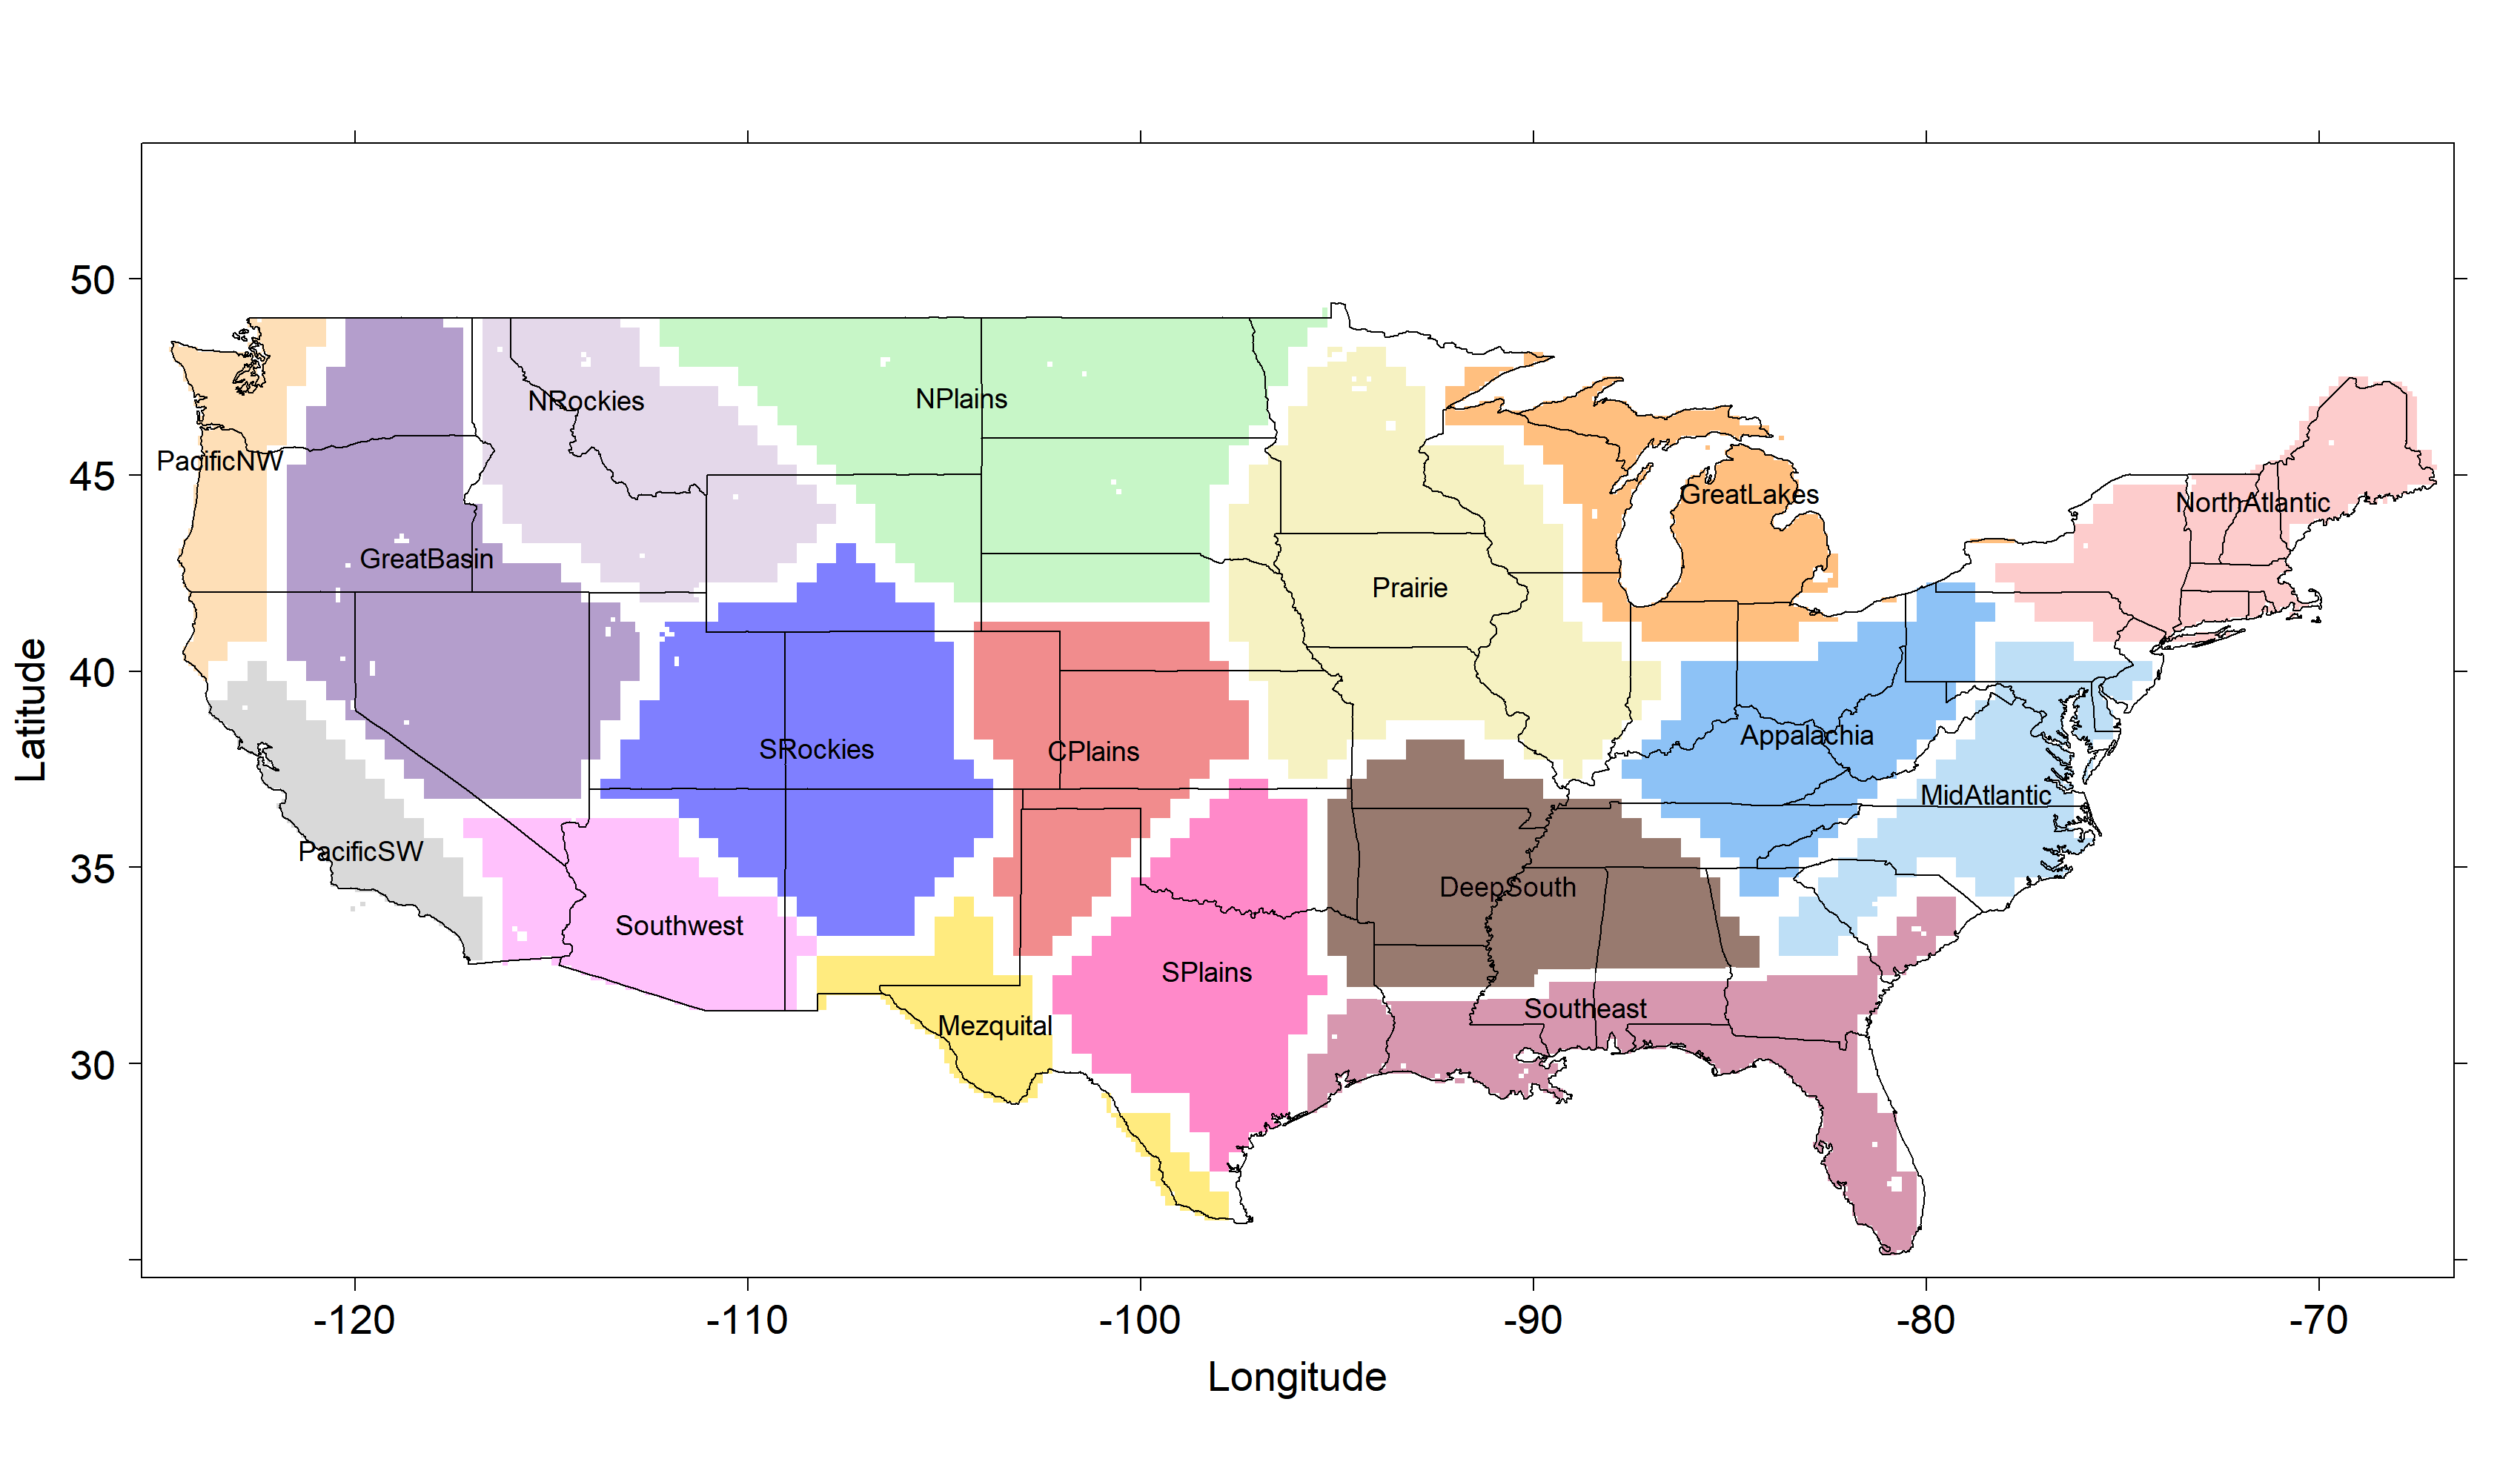 50
45
40
35
30
Latitude
NRockies
NPlains
PacificNW
GreatLakes
NorthAtlantic
GreatBasin
Prairie
SRockies
CPlains
Appalachia
MidAtlantic
PacificSW
DeepSouth
Southwest
SPlains
Southeast
Mezquital
-120
-110
-100
-90
-80
-70
Longitude